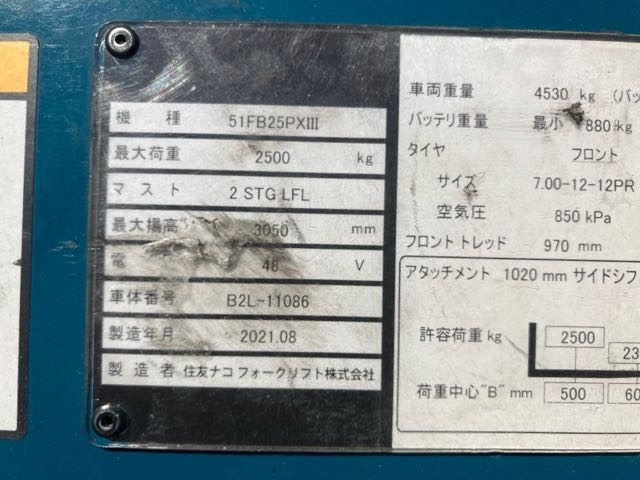 機 種 51FB25PXIII
最大荷重 2500 kg
マスト 2 STG LFL
最大揚高 3050 mm
電 48 V
車体番号 B2L-11086
製造年月 2021.08
製造者 住友ナコ フォークリフト株式会社
車両重量 4530 kg (バッ
バッテリ重量 最小 880 kg
タイヤ フロント
サイズ 7.00-12-12PR
空気圧 850 kPa
フロント トレッド 970 mm
アタッチメント 1020 mm サイドシフ
許容荷重 kg 2500 23
荷重中心"B" mm 500 60